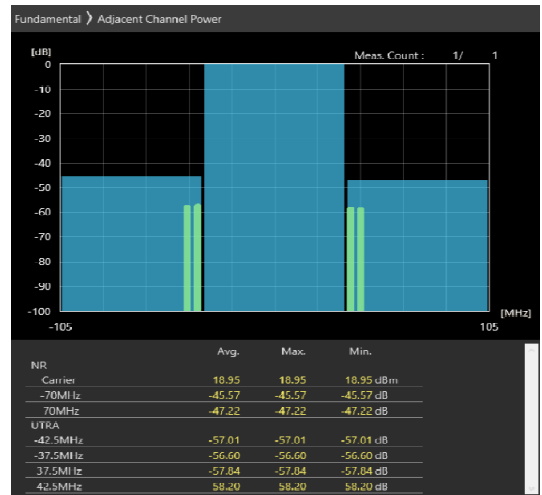 Fundamental ❯ Adjacent Channel Power
[dB]
Meas. Count : 1/ 1
0
-10
-20
-30
-40
-50
-60
-70
-80
-90
-100
[MHz]
-105 105
Avg. Max. Min.
NR
Carrier 18.95 18.95 18.95 dBm
-70MHz -45.57 -45.57 -45.57 dB
70MHz -47.22 -47.22 -47.22 dB
UTRA
-42.5MHz -57.01 -57.01 -57.01 dB
-37.5MHz -56.60 -56.60 -56.60 dB
37.5MHz -57.84 -57.84 -57.84 dB
42.5MHz 58.20 58.20 58.20 dB